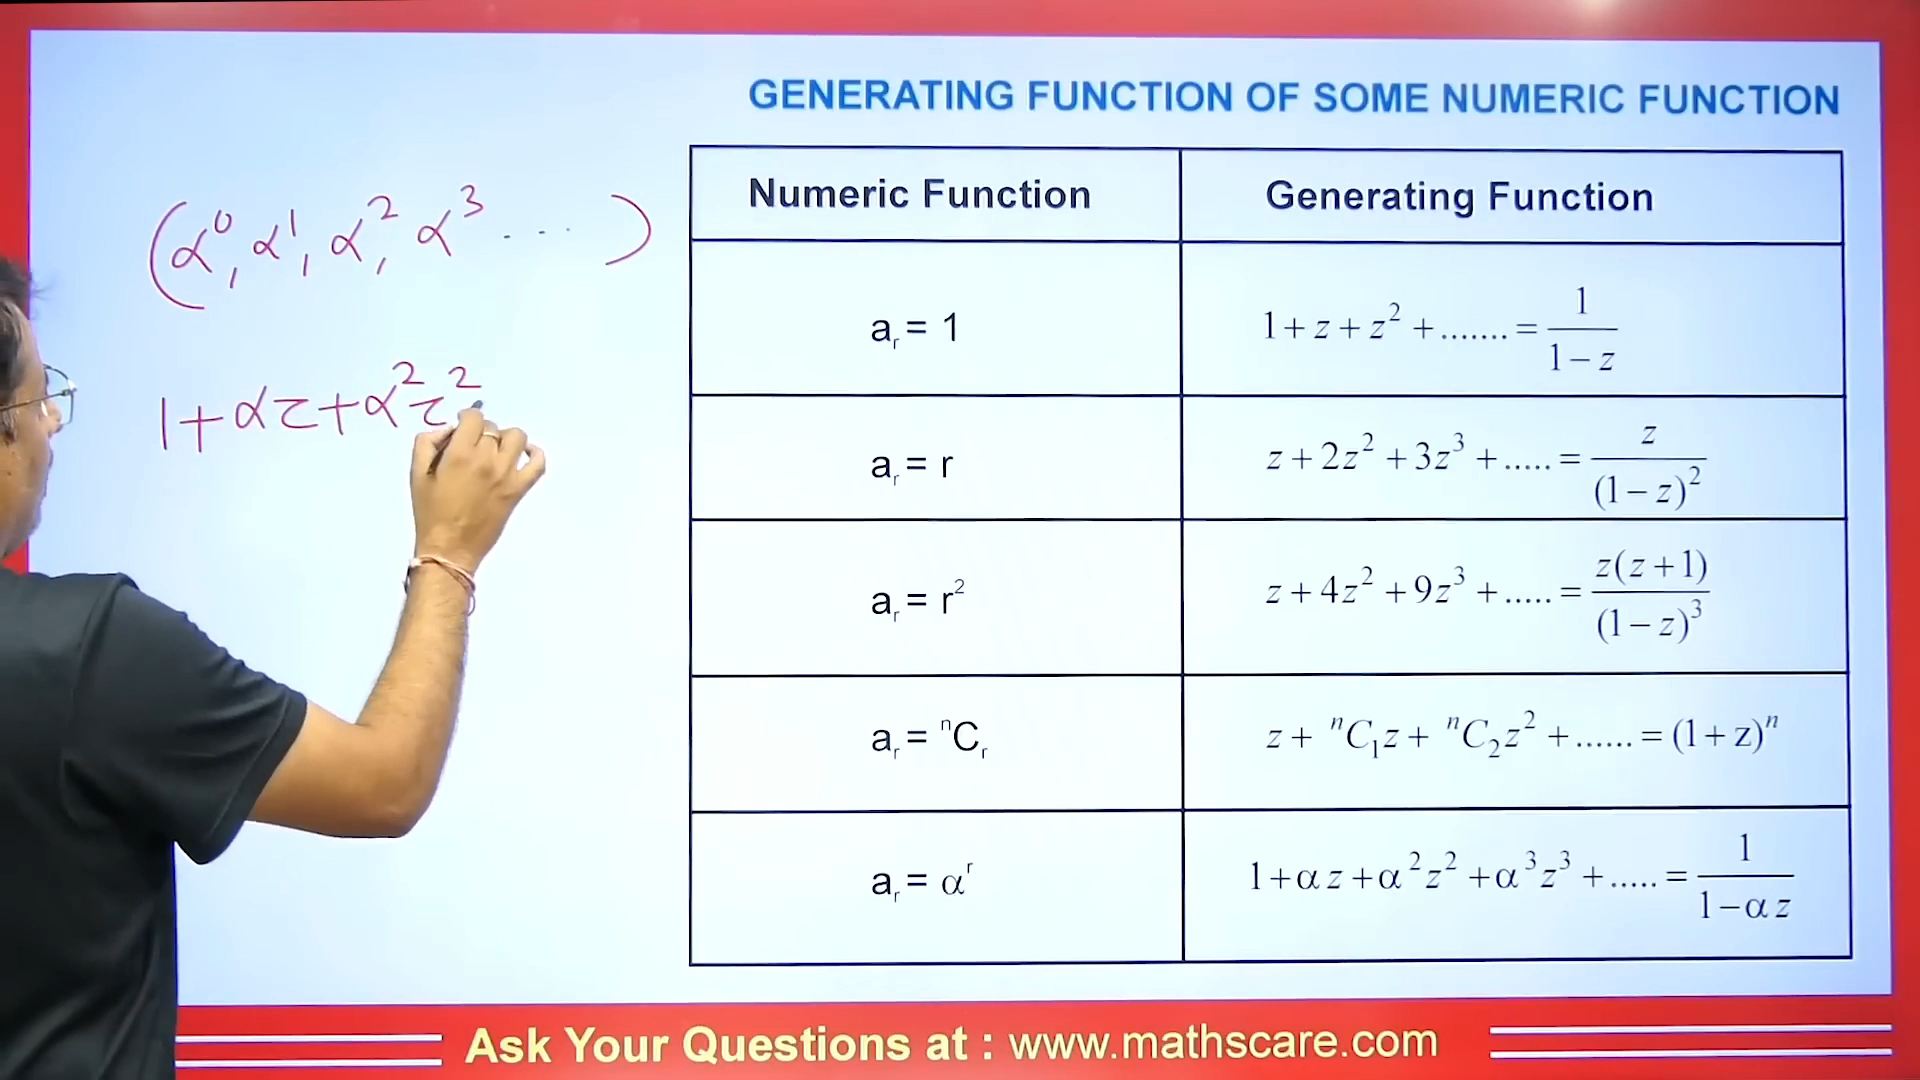 GENERATING FUNCTION OF SOME NUMERIC FUNCTION
(α⁰, α¹, α², α³ ... )
1+αz+α²z²
Numeric Function Generating Function
aᵣ= 1 1+z+z²+.......=1/(1−z)
aᵣ= r z+2z²+3z³+.....=z/(1−z)²
aᵣ= r² z+4z²+9z³+.....=z(z+1)/(1−z)³
aᵣ= ⁿCᵣ z+ ⁿC₁z+ ⁿC₂z²+......=(1+z)ⁿ
aᵣ= αʳ 1+αz+α²z²+α³z³+.....=1/(1−αz)
Ask Your Questions at : www.mathscare.com